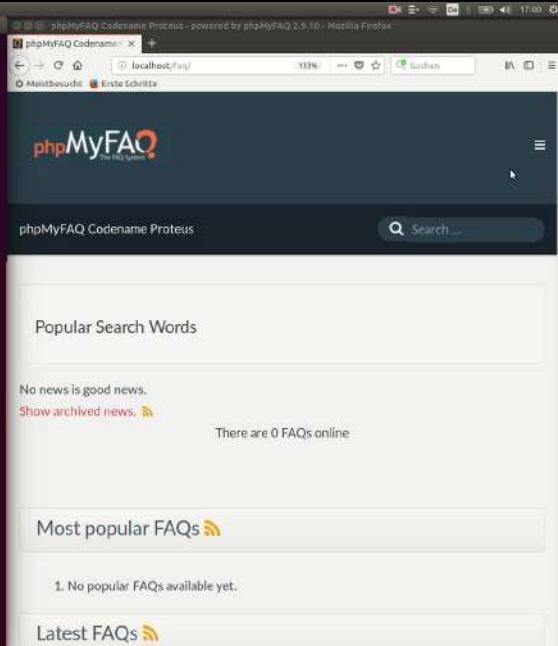 17:00
phpMyFAQ Codename Proteus - powered by phpMyFAQ 2.9.10 - Mozilla Firefox
phpMyFAQ Codename
localhost/faq/
133%
Suchen
Meistbesucht Erste Schritte
phpMyFAQ
The FAQ System
phpMyFAQ Codename Proteus
Search ...
Popular Search Words
No news is good news.
Show archived news.
There are 0 FAQs online
Most popular FAQs
1. No popular FAQs available yet.
Latest FAQs